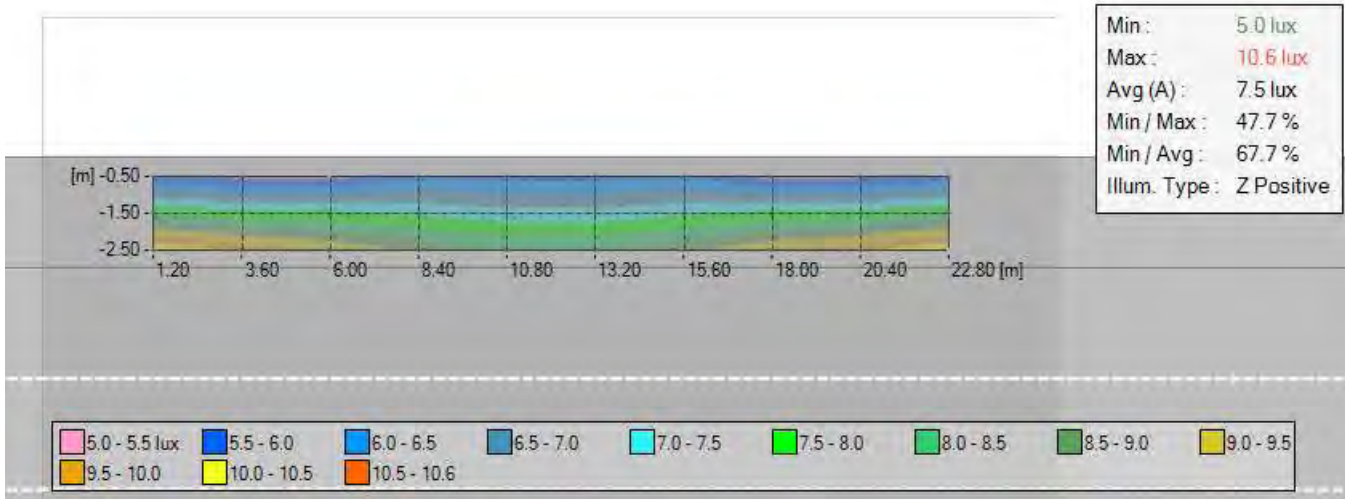 Min : 5.0 lux
Max : 10.6 lux
Avg (A) : 7.5 lux
Min / Max : 47.7 %
Min / Avg : 67.7 %
Illum. Type : Z Positive
[m] -0.50
-1.50
-2.50
1.20 3.60 6.00 8.40 10.80 13.20 15.60 18.00 20.40 22.80 [m]
5.0 - 5.5 lux 5.5 - 6.0 6.0 - 6.5 6.5 - 7.0 7.0 - 7.5 7.5 - 8.0 8.0 - 8.5 8.5 - 9.0 9.0 - 9.5
9.5 - 10.0 10.0 - 10.5 10.5 - 10.6